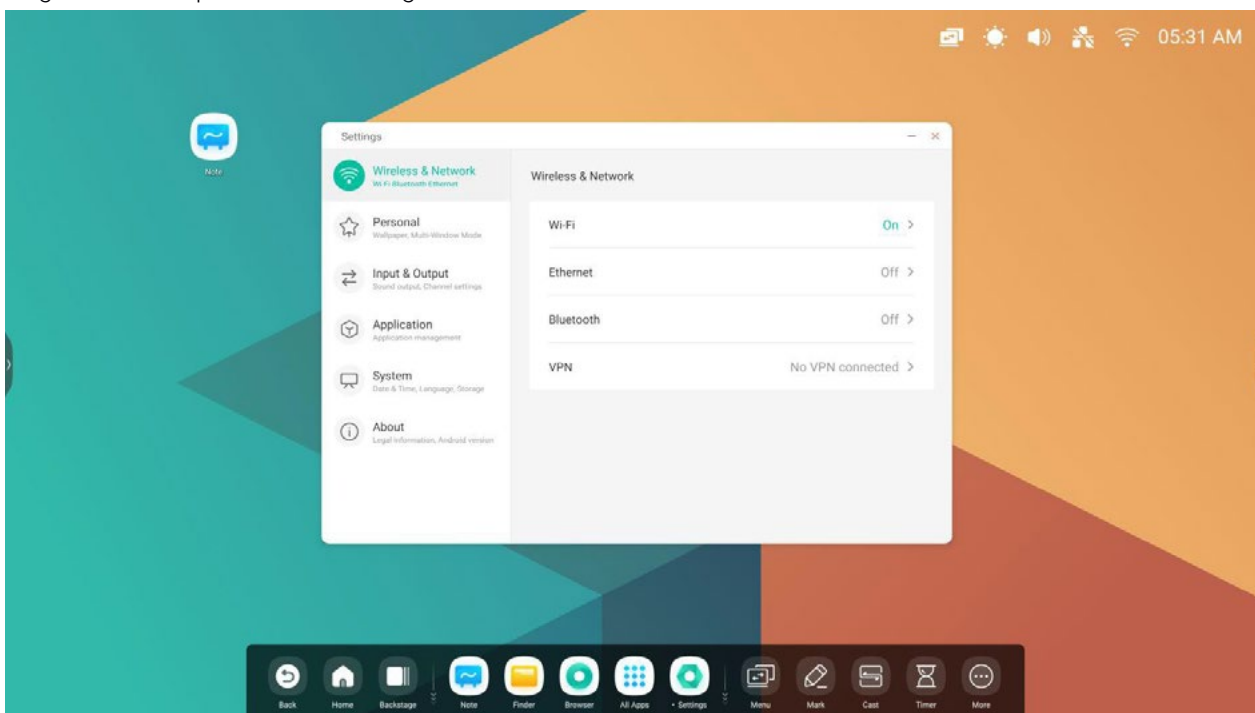 05:31 AM
Note
Settings
Wireless & Network
Wi-Fi Bluetooth Ethernet
Personal
Wallpaper, Multi-Window Mode
Input & Output
Sound output, Channel settings
Application
Application management
System
Date & Time, Language, Storage
About
Legal information, Android version
Wireless & Network
Wi-Fi On >
Ethernet Off >
Bluetooth Off >
VPN No VPN connected >
Back Home Backstage Note Finder Browser All Apps • Settings Menu Mark Cast Timer More